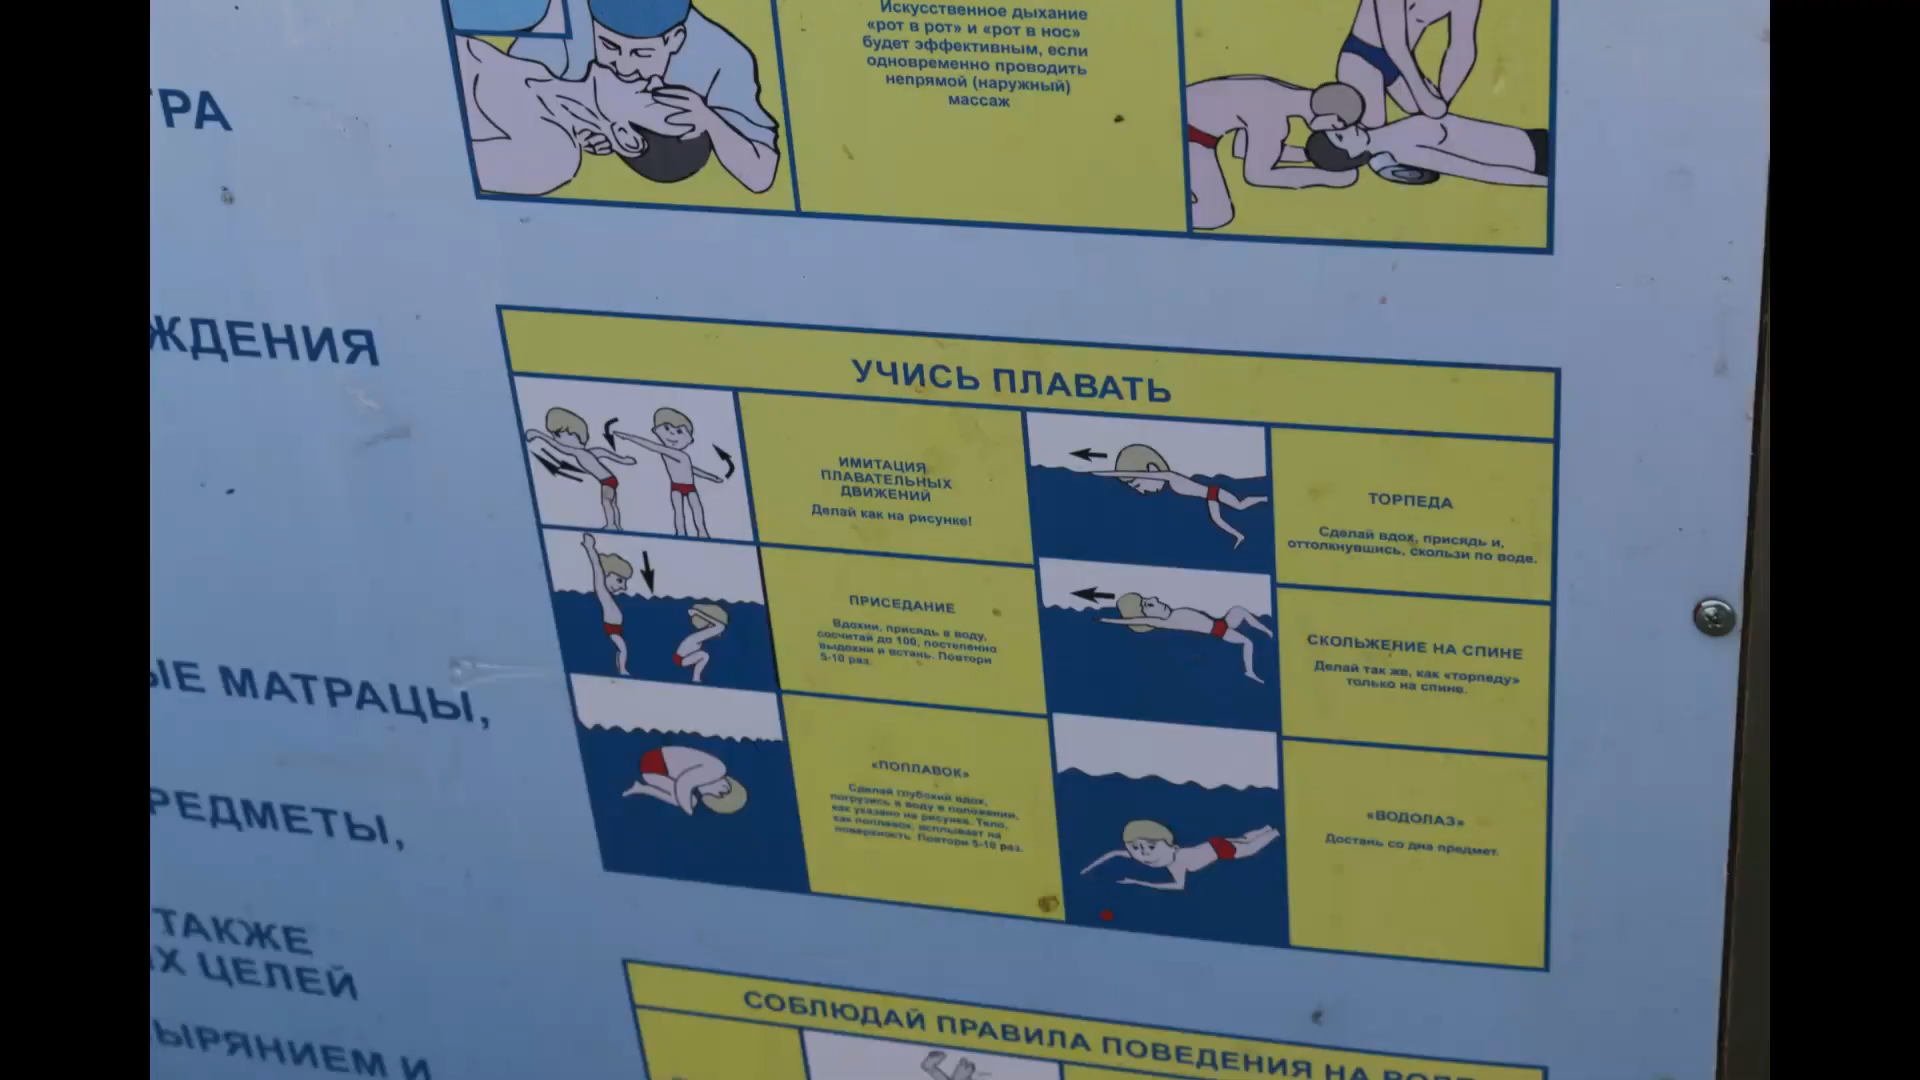 Искусственное дыхание
«рот в рот» и «рот в нос»
будет эффективным, если
одновременно проводить
непрямой (наружный)
массаж
ТРА
ЖДЕНИЯ
ЫЕ МАТРАЦЫ,
РЕДМЕТЫ,
ТАКЖЕ
ЫХ ЦЕЛЕЙ
ЫРЯНИЕМ И
УЧИСЬ ПЛАВАТЬ
ИМИТАЦИЯ
ПЛАВАТЕЛЬНЫХ
ДВИЖЕНИЙ
Делай как на рисунке!
ТОРПЕДА
Сделай вдох, присядь и,
оттолкнувшись, скользи по воде.
ПРИСЕДАНИЕ
Вдохни, присядь в воду,
сосчитай до 100, постепенно
выдохни и встань. Повтори
5-10 раз.
СКОЛЬЖЕНИЕ НА СПИНЕ
Делай так же, как «торпеду»
только на спине.
«ПОПЛАВОК»
Сделай глубокий вдох,
погрузись в воду в положении,
как указано на рисунке. Тело,
как поплавок, всплывает на
поверхность. Повтори 5-10 раз.
«ВОДОЛАЗ»
Достань со дна предмет.
СОБЛЮДАЙ ПРАВИЛА ПОВЕДЕНИЯ НА ВОДЕ